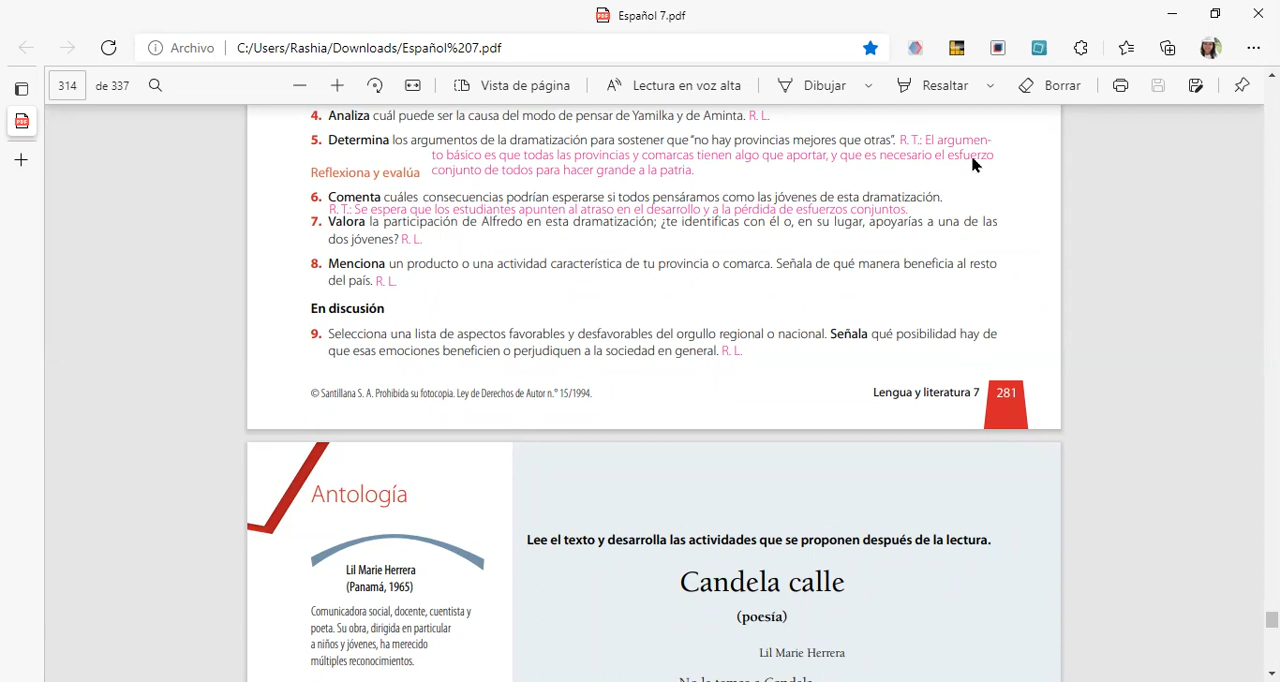 Español 7.pdf
Archivo C:/Users/Rashia/Downloads/Español%207.pdf
314 de 337 Vista de página Lectura en voz alta Dibujar Resaltar Borrar
4. Analiza cuál puede ser la causa del modo de pensar de Yamilka y de Aminta. R. L.
5. Determina los argumentos de la dramatización para sostener que "no hay provincias mejores que otras". R. T.: El argumen-
to básico es que todas las provincias y comarcas tienen algo que aportar, y que es necesario el esfuerzo
conjunto de todos para hacer grande a la patria.
Reflexiona y evalúa
6. Comenta cuáles consecuencias podrían esperarse si todos pensáramos como las jóvenes de esta dramatización.
R. T.: Se espera que los estudiantes apunten al atraso en el desarrollo y a la pérdida de esfuerzos conjuntos.
7. Valora la participación de Alfredo en esta dramatización; ¿te identificas con él o, en su lugar, apoyarías a una de las
dos jóvenes? R. L.
8. Menciona un producto o una actividad característica de tu provincia o comarca. Señala de qué manera beneficia al resto
del país. R. L.
En discusión
9. Selecciona una lista de aspectos favorables y desfavorables del orgullo regional o nacional. Señala qué posibilidad hay de
que esas emociones beneficien o perjudiquen a la sociedad en general. R. L.
© Santillana S. A. Prohibida su fotocopia. Ley de Derechos de Autor n.° 15/1994.
Lengua y literatura 7 281
Antología
Lil Marie Herrera
(Panamá, 1965)
Comunicadora social, docente, cuentista y
poeta. Su obra, dirigida en particular
a niños y jóvenes, ha merecido
múltiples reconocimientos.
Lee el texto y desarrolla las actividades que se proponen después de la lectura.
Candela calle
(poesía)
Lil Marie Herrera